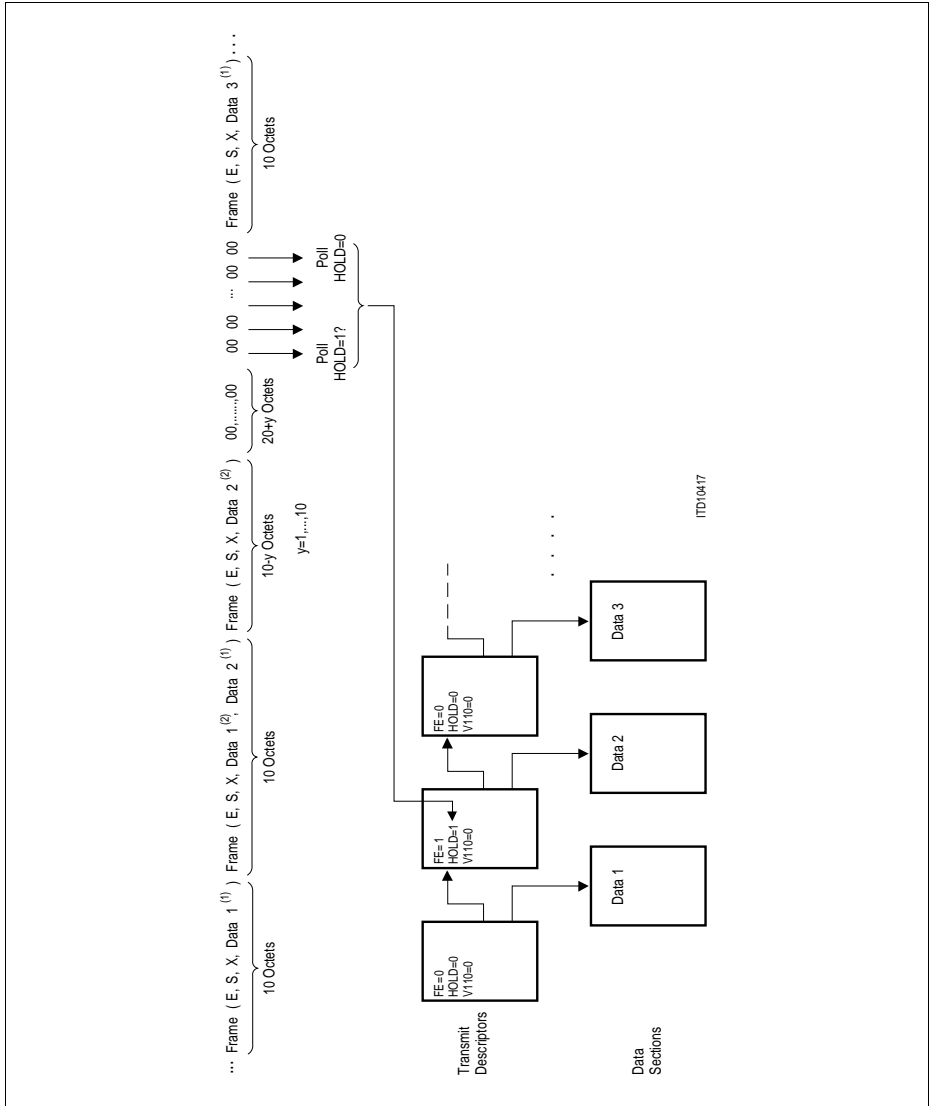 ... Frame ( E, S, X, Data 1 (1) ) Frame ( E, S, X, Data 1 (2), Data 2 (1) ) Frame ( E, S, X, Data 2 (2) ) 00,......,00 00 00 ... 00 00 Frame ( E, S, X, Data 3 (1) ) ...
10 Octets 10 Octets 10-y Octets 20+y Octets 10 Octets
y=1,...,10
Poll
HOLD=1?
Poll
HOLD=0
Transmit
Descriptors
FE=0
HOLD=0
V110=0
FE=1
HOLD=1
V110=0
FE=0
HOLD=0
V110=0
Data
Sections
Data 1
Data 2
Data 3
. . . .
ITD10417